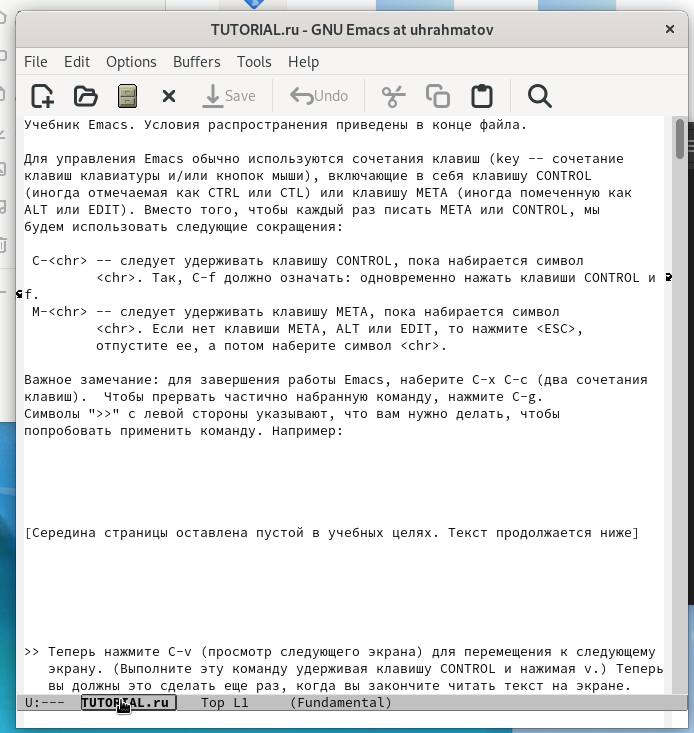 TUTORIAL.ru - GNU Emacs at uhrahmatov
File Edit Options Buffers Tools Help
Save Undo
Учебник Emacs. Условия распространения приведены в конце файла.
Для управления Emacs обычно используются сочетания клавиш (key -- сочетание
клавиш клавиатуры и/или кнопок мыши), включающие в себя клавишу CONTROL
(иногда отмечаемая как CTRL или CTL) или клавишу META (иногда помеченную как
ALT или EDIT). Вместо того, чтобы каждый раз писать META или CONTROL, мы
будем использовать следующие сокращения:
C-<chr> -- следует удерживать клавишу CONTROL, пока набирается символ
<chr>. Так, C-f должно означать: одновременно нажать клавиши CONTROL и
f.
M-<chr> -- следует удерживать клавишу META, пока набирается символ
<chr>. Если нет клавиши META, ALT или EDIT, то нажмите <ESC>,
отпустите ее, а потом наберите символ <chr>.
Важное замечание: для завершения работы Emacs, наберите C-x C-c (два сочетания
клавиш).  Чтобы прервать частично набранную команду, нажмите C-g.
Символы ">>" с левой стороны указывают, что вам нужно делать, чтобы
попробовать применить команду. Например:
[Середина страницы оставлена пустой в учебных целях. Текст продолжается ниже]
>> Теперь нажмите C-v (просмотр следующего экрана) для перемещения к следующему
экрану. (Выполните эту команду удерживая клавишу CONTROL и нажимая v.) Теперь
вы должны это сделать еще раз, когда вы закончите читать текст на экране.
U:--- TUTORIAL.ru Top L1 (Fundamental)